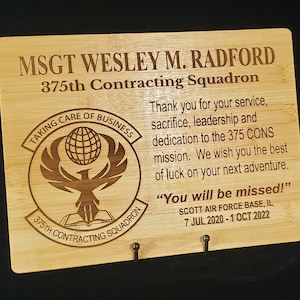 MSGT WESLEY M. RADFORD
375th Contracting Squadron
TAKING CARE OF BUSINESS
375TH CONTRACTING SQUADRON
Thank you for your service,
sacrifice, leadership and
dedication to the 375 CONS
mission. We wish you the best
of luck on your next adventure.
“You will be missed!”
SCOTT AIR FORCE BASE, IL
7 JUL 2020 - 1 OCT 2022